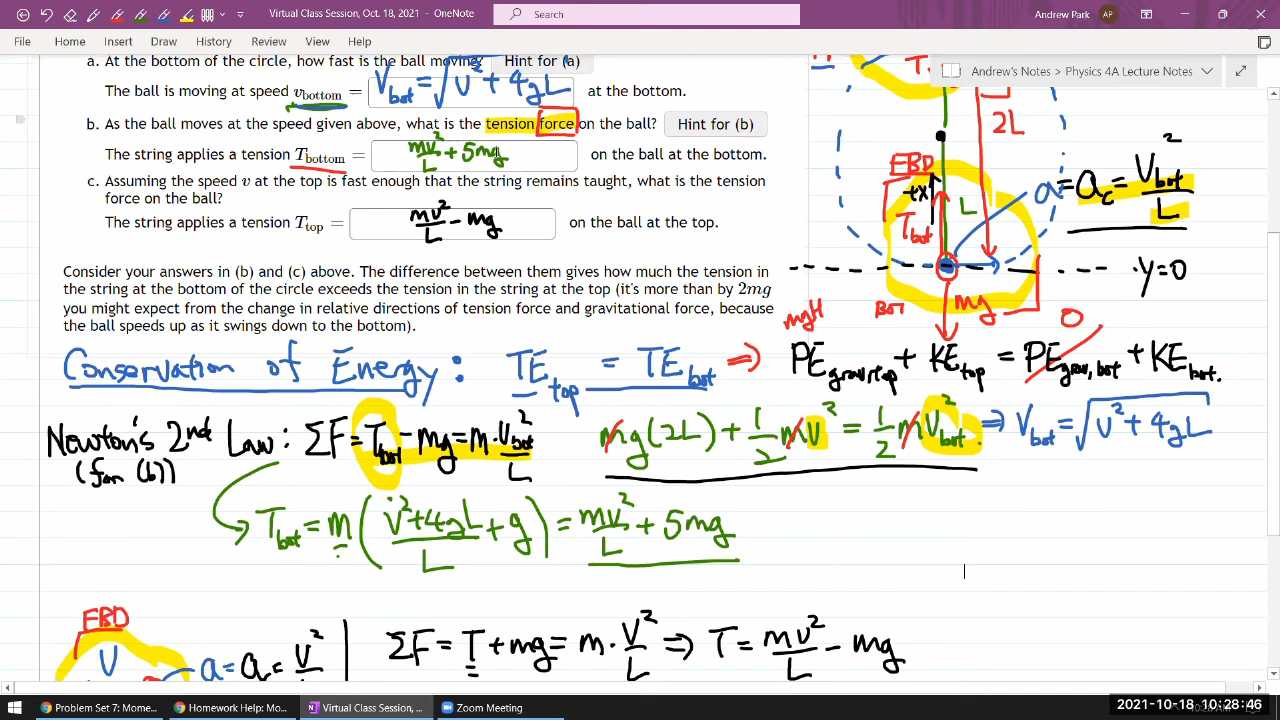 Virtual Class Session, Oct. 18, 2021 - OneNote
Search
Andrew Park
AP
File Home Insert Draw History Review View Help
Andrew's Notes > Physics 4A Lecture Notes
a. At the bottom of the circle, how fast is the ball moving? Hint for (a)
The ball is moving at speed v_bottom = V_bot = √(v² + 4gL) at the bottom.
b. As the ball moves at the speed given above, what is the tension force on the ball? Hint for (b)
The string applies a tension T_bottom = mv²/L + 5mg on the ball at the bottom.
c. Assuming the speed v at the top is fast enough that the string remains taught, what is the tension
force on the ball?
The string applies a tension T_top = mv²/L - mg on the ball at the top.
Consider your answers in (b) and (c) above. The difference between them gives how much the tension in
the string at the bottom of the circle exceeds the tension in the string at the top (it's more than by 2mg
you might expect from the change in relative directions of tension force and gravitational force, because
the ball speeds up as it swings down to the bottom).
2L
FBD
+x
T_bot
L
a = a_c = V_bot²/L
y=0
BOT
mg
mgH
0
Conservation of Energy: TE_top = TE_bot ⇒ PE_grav,top + KE_top = PE_grav,bot + KE_bot.
Newton's 2nd Law: ΣF = T_bot - mg = m · V_bot²/L
(for (b))
mg(2L) + 1/2 mv² = 1/2 m V_bot². ⇒ V_bot = √(v² + 4gL)
T_bot = m (v²+4gL/L + g) = mv²/L + 5mg
FBD
V
a = a_c = V²/L
ΣF = T + mg = m · V²/L ⇒ T = mv²/L - mg
Problem Set 7: Mome...
Homework Help: Mo...
Virtual Class Session,...
Zoom Meeting
2021-10-18 10:28:46